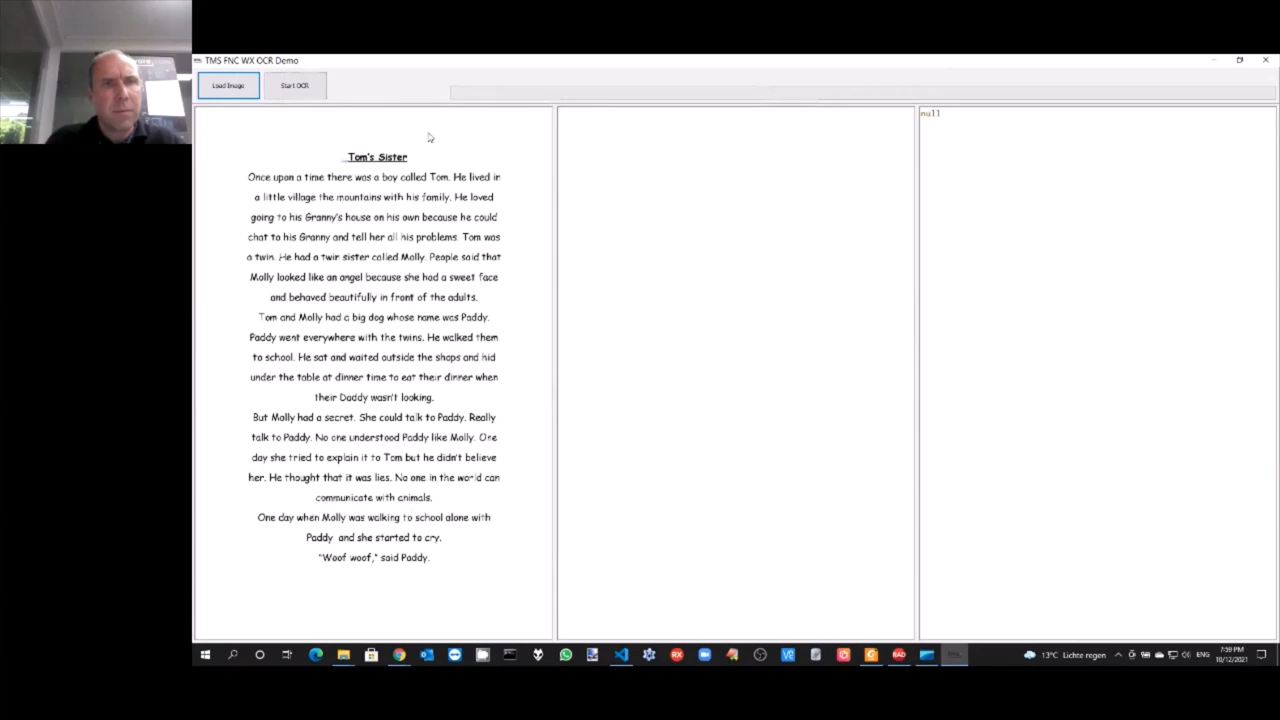 TMS FNC WX OCR Demo
Load Image
Start OCR
null
Tom's Sister
Once upon a time there was a boy called Tom. He lived in
a little village the mountains with his family. He loved
going to his Granny's house on his own because he could
chat to his Granny and tell her all his problems. Tom was
a twin. He had a twin sister called Molly. People said that
Molly looked like an angel because she had a sweet face
and behaved beautifully in front of the adults.
Tom and Molly had a big dog whose name was Paddy.
Paddy went everywhere with the twins. He walked them
to school. He sat and waited outside the shops and hid
under the table at dinner time to eat their dinner when
their Daddy wasn't looking.
But Molly had a secret. She could talk to Paddy. Really
talk to Paddy. No one understood Paddy like Molly. One
day she tried to explain it to Tom but he didn't believe
her. He thought that it was lies. No one in the world can
communicate with animals.
One day when Molly was walking to school alone with
Paddy and she started to cry.
"Woof woof," said Paddy.
13°C Lichte regen
ENG
7:59 PM
10/12/2021